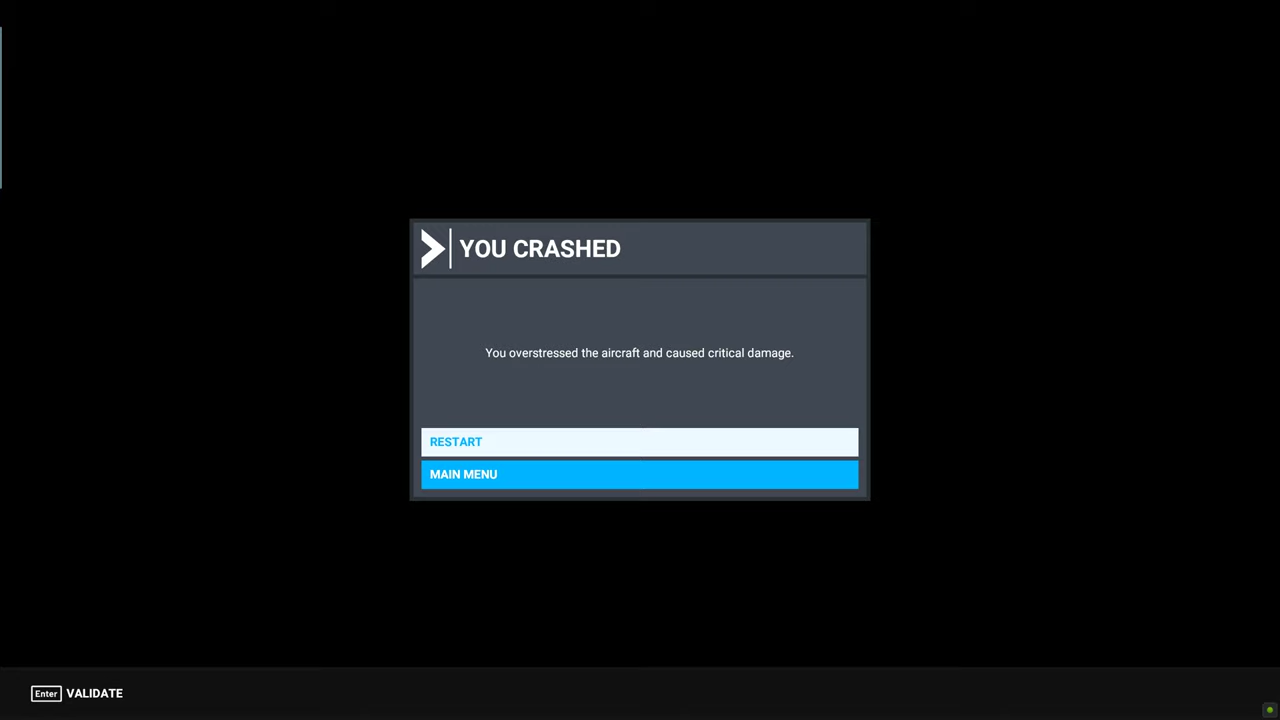 YOU CRASHED
You overstressed the aircraft and caused critical damage.
RESTART
MAIN MENU
Enter VALIDATE